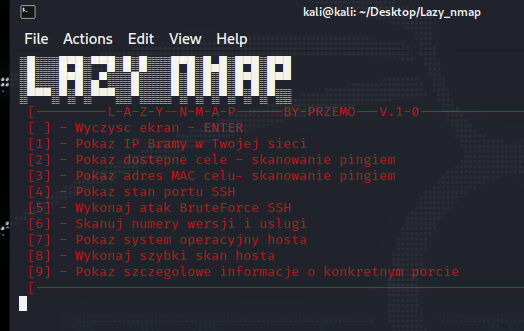 kali@kali: ~/Desktop/Lazy_nmap
File Actions Edit View Help
LAZY NMAP
[————————L-A-Z-Y--N-M-A-P——————BY-PRZEMO———V.1-0————————————
[ ] - Wyczysc ekran - ENTER
[1] - Pokaz IP Bramy w Twojej sieci
[2] - Pokaz dostepne cele - skanowanie pingiem
[3] - Pokaz adres MAC celu- skanowanie pingiem
[4] - Pokaz stan portu SSH
[5] - Wykonaj atak BruteForce SSH
[6] - Skanuj numery wersji i uslugi
[7] - Pokaz system operacyjny hosta
[8] - Wykonaj szybki skan hosta
[9] - Pokaz szczegolowe informacje o konkretnym porcie
[————————————————————————————————————————————————————————————